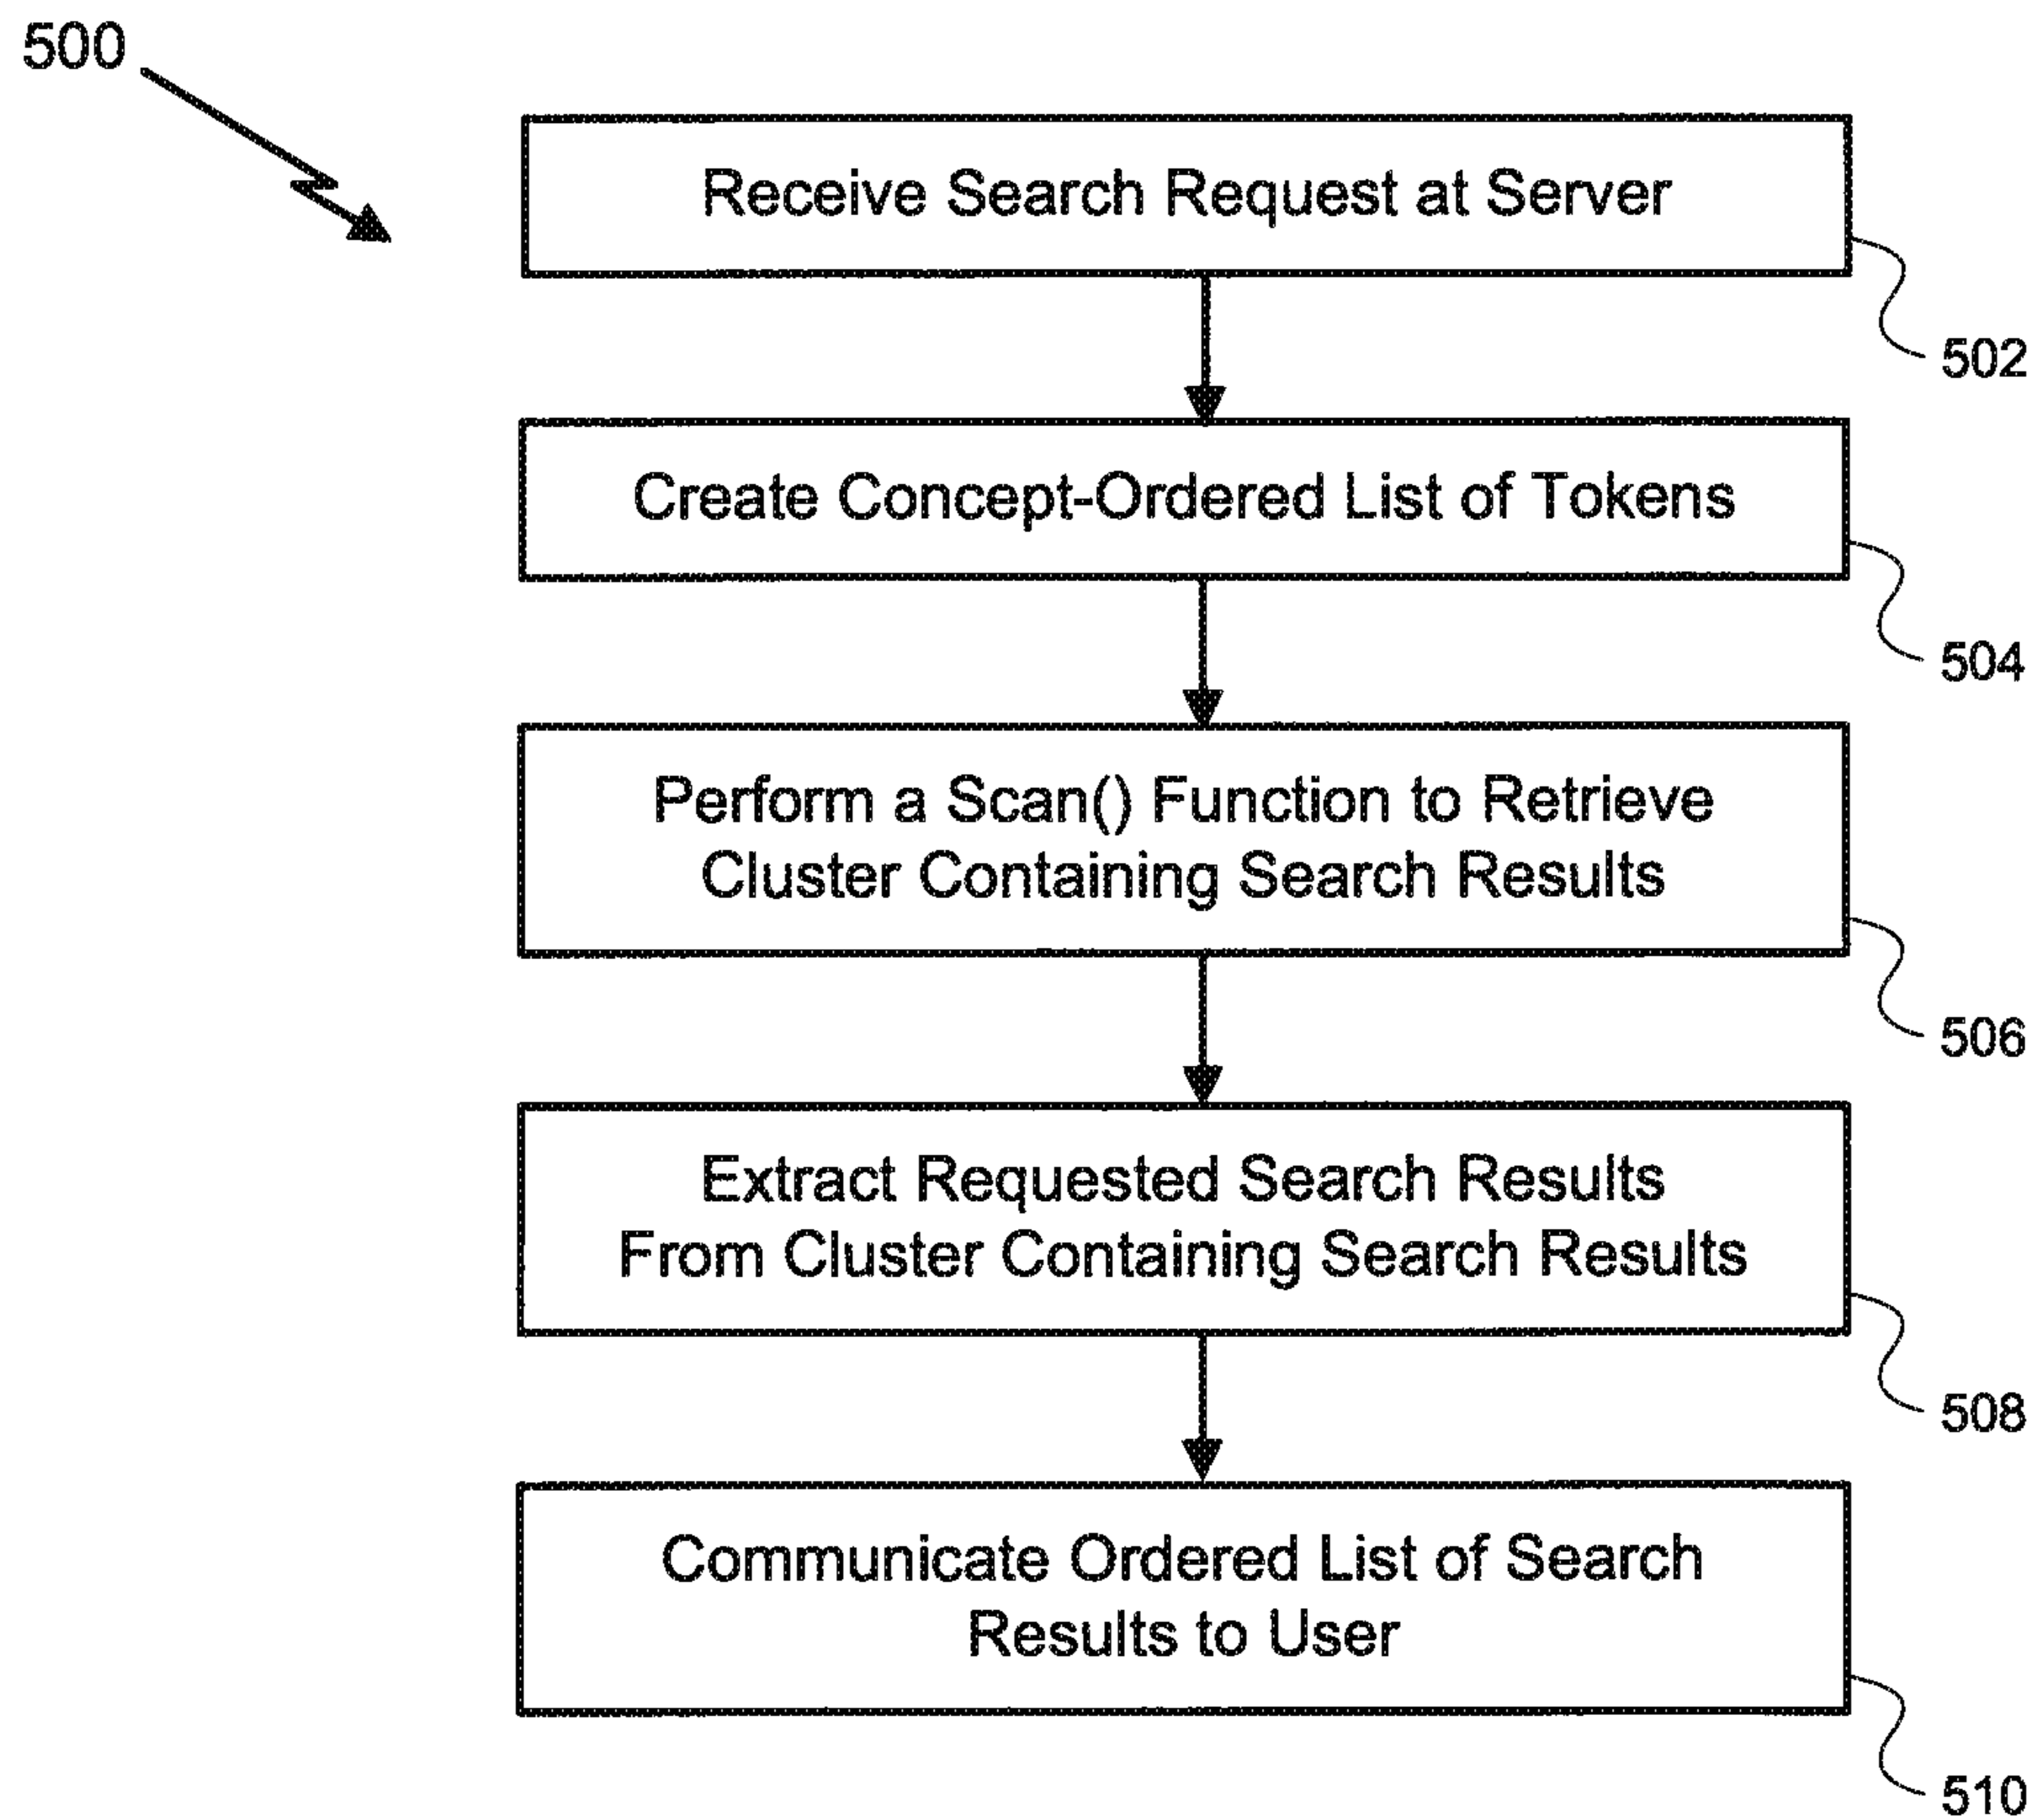 500
Receive Search Request at Server
502
Create Concept-Ordered List of Tokens
504
Perform a Scan() Function to Retrieve
Cluster Containing Search Results
506
Extract Requested Search Results
From Cluster Containing Search Results
508
Communicate Ordered List of Search
Results to User
510